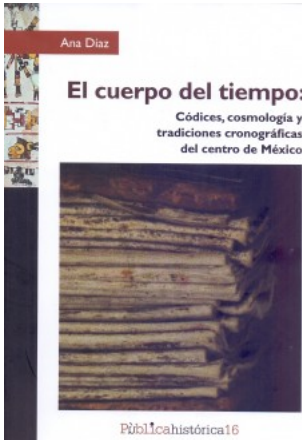 Ana Díaz
El cuerpo del tiempo:
Códices, cosmología y
tradiciones cronográficas
del centro de México
Públicahistórica16